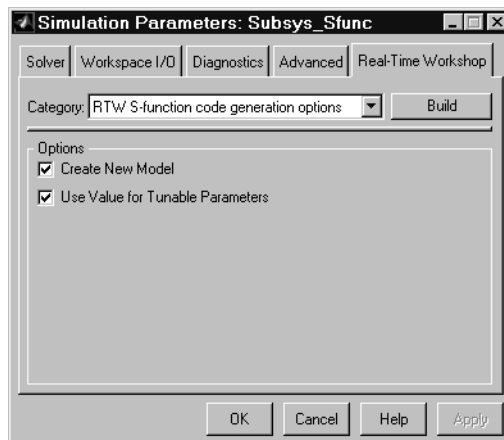 Simulation Parameters: Subsys_Sfunc
Solver Workspace I/O Diagnostics Advanced Real-Time Workshop
Category: RTW S-function code generation options Build
Options
Create New Model
Use Value for Tunable Parameters
OK Cancel Help Apply